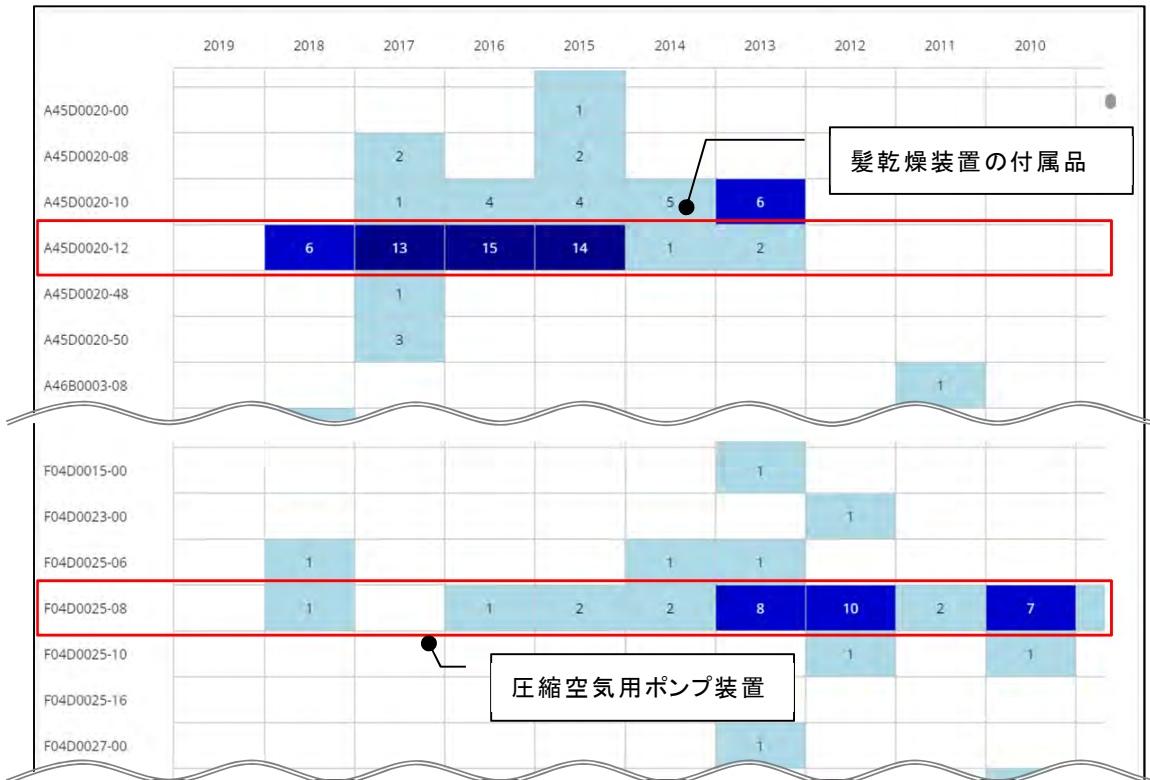 2019 2018 2017 2016 2015 2014 2013 2012 2011 2010
A45D0020-00 1
A45D0020-08 2 2
髪乾燥装置の付属品
A45D0020-10 1 4 4 5 6
A45D0020-12 6 13 15 14 1 2
A45D0020-48 1
A45D0020-50 3
A46B0003-08 1
F04D0015-00 1
F04D0023-00 1
F04D0025-06 1 1 1
F04D0025-08 1 1 2 2 8 10 2 7
F04D0025-10 1 1
圧縮空気用ポンプ装置
F04D0025-16
F04D0027-00 1